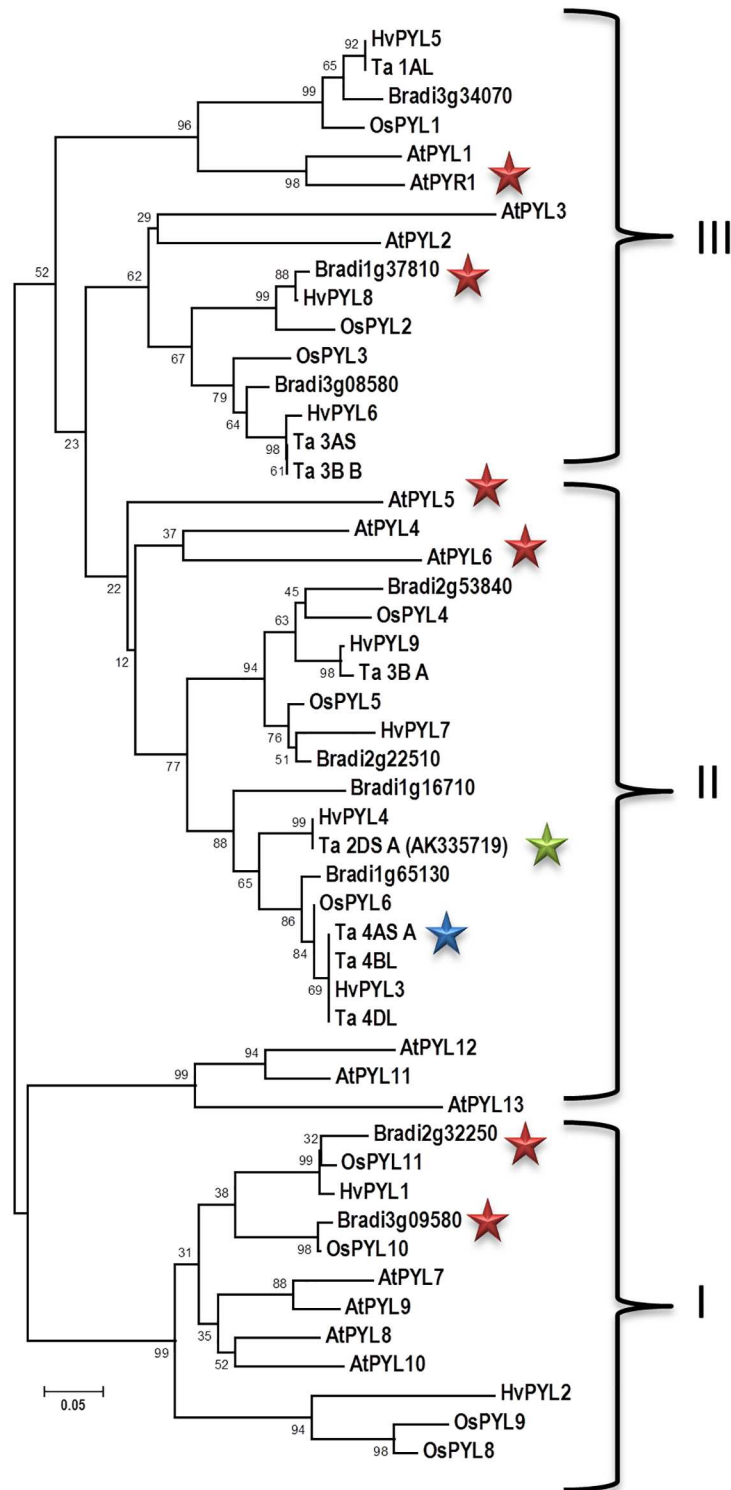 HvPYL5
92
Ta 1AL
65
Bradi3g34070
99
OsPYL1
96
AtPYL1
98
AtPYR1
AtPYL3
29
AtPYL2
III
52
62
Bradi1g37810
88
HvPYL8
99
OsPYL2
67
OsPYL3
79
Bradi3g08580
64
HvPYL6
23
98
Ta 3AS
61
Ta 3B B
AtPYL5
37
AtPYL4
AtPYL6
22
45
Bradi2g53840
OsPYL4
63
HvPYL9
12
94
98
Ta 3B A
OsPYL5
76
HvPYL7
51
Bradi2g22510
77
II
Bradi1g16710
88
HvPYL4
99
Ta 2DS A (AK335719)
65
Bradi1g65130
86
OsPYL6
84
Ta 4AS A
Ta 4BL
69
HvPYL3
Ta 4DL
94
AtPYL12
99
AtPYL11
AtPYL13
32
Bradi2g32250
99
OsPYL11
38
HvPYL1
Bradi3g09580
98
OsPYL10
31
88
AtPYL7
AtPYL9
I
35
AtPYL8
99
52
AtPYL10
HvPYL2
0.05
94
OsPYL9
98
OsPYL8